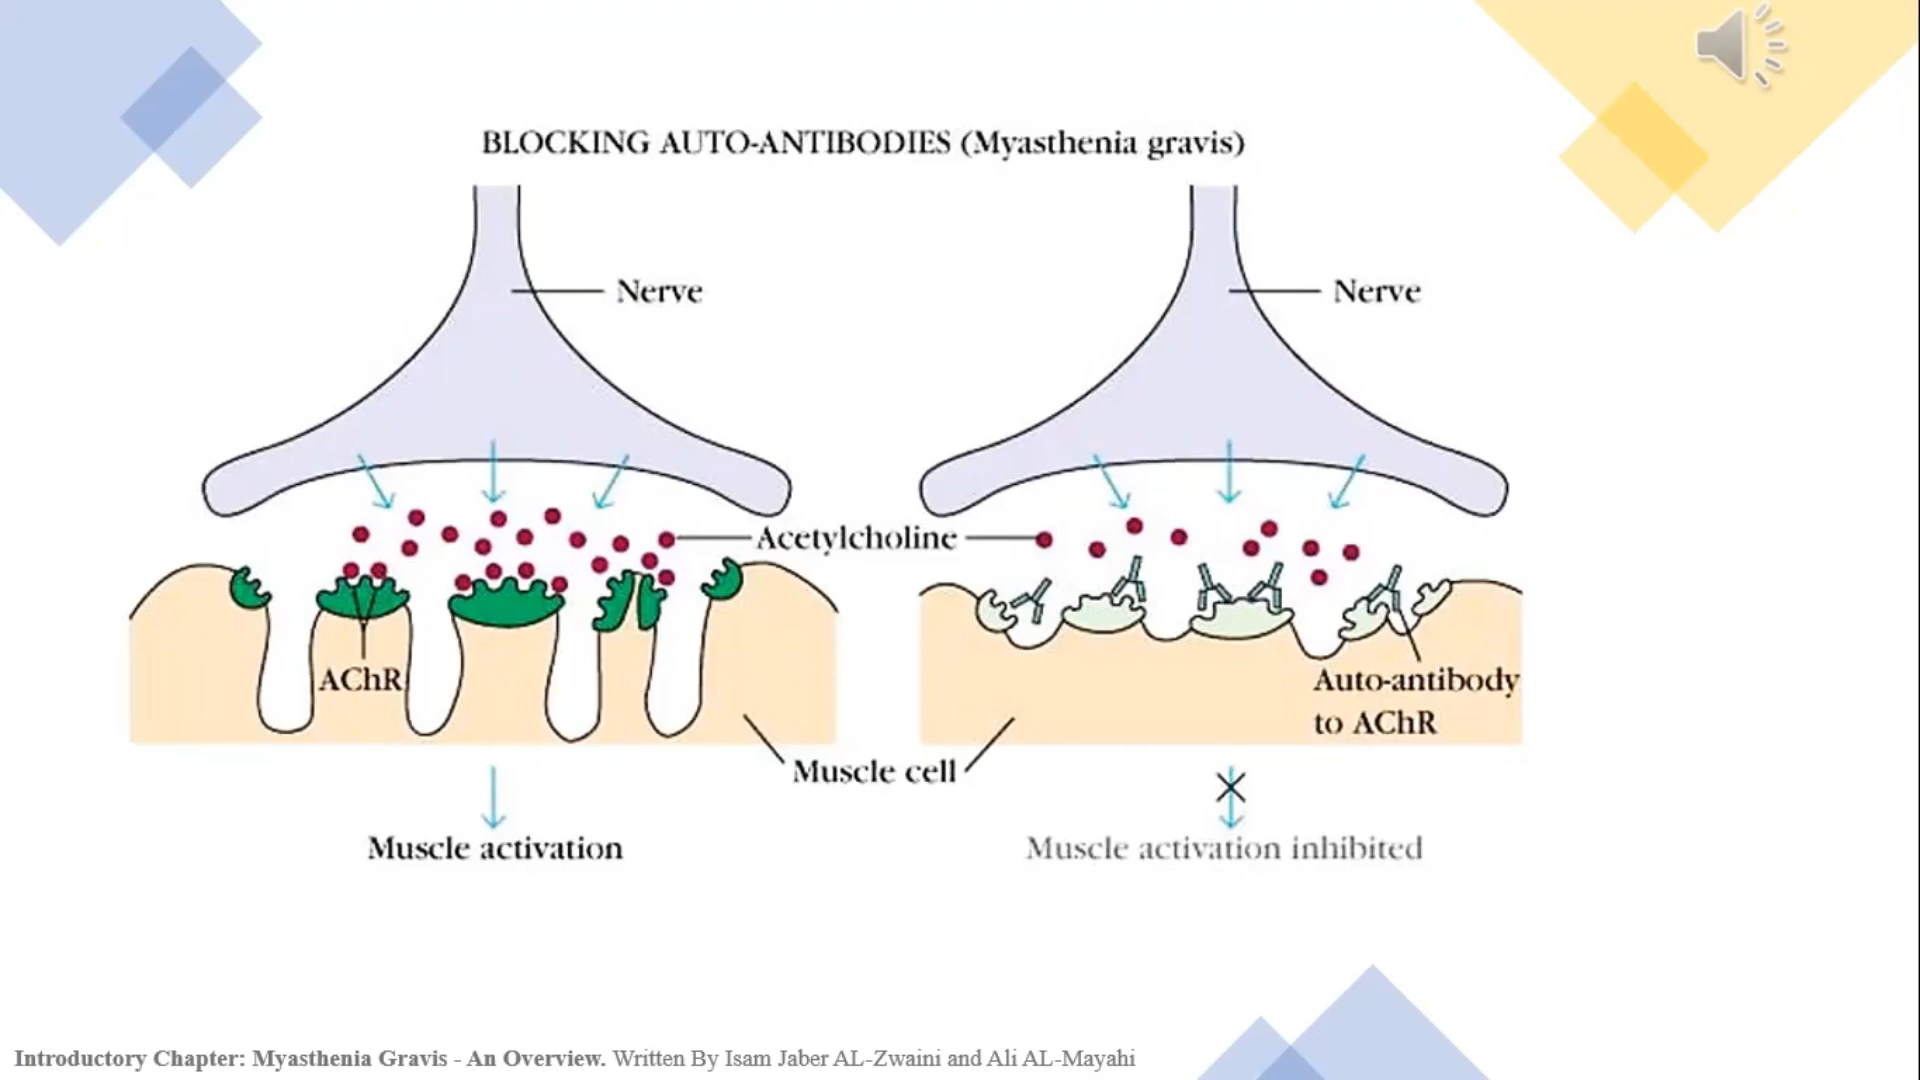 BLOCKING AUTO-ANTIBODIES (Myasthenia gravis)
Nerve
Nerve
Acetylcholine
AChR
Auto-antibody
to AChR
Muscle cell
Muscle activation
Muscle activation inhibited
Introductory Chapter: Myasthenia Gravis - An Overview. Written By Isam Jaber AL-Zwaini and Ali AL-Mayahi